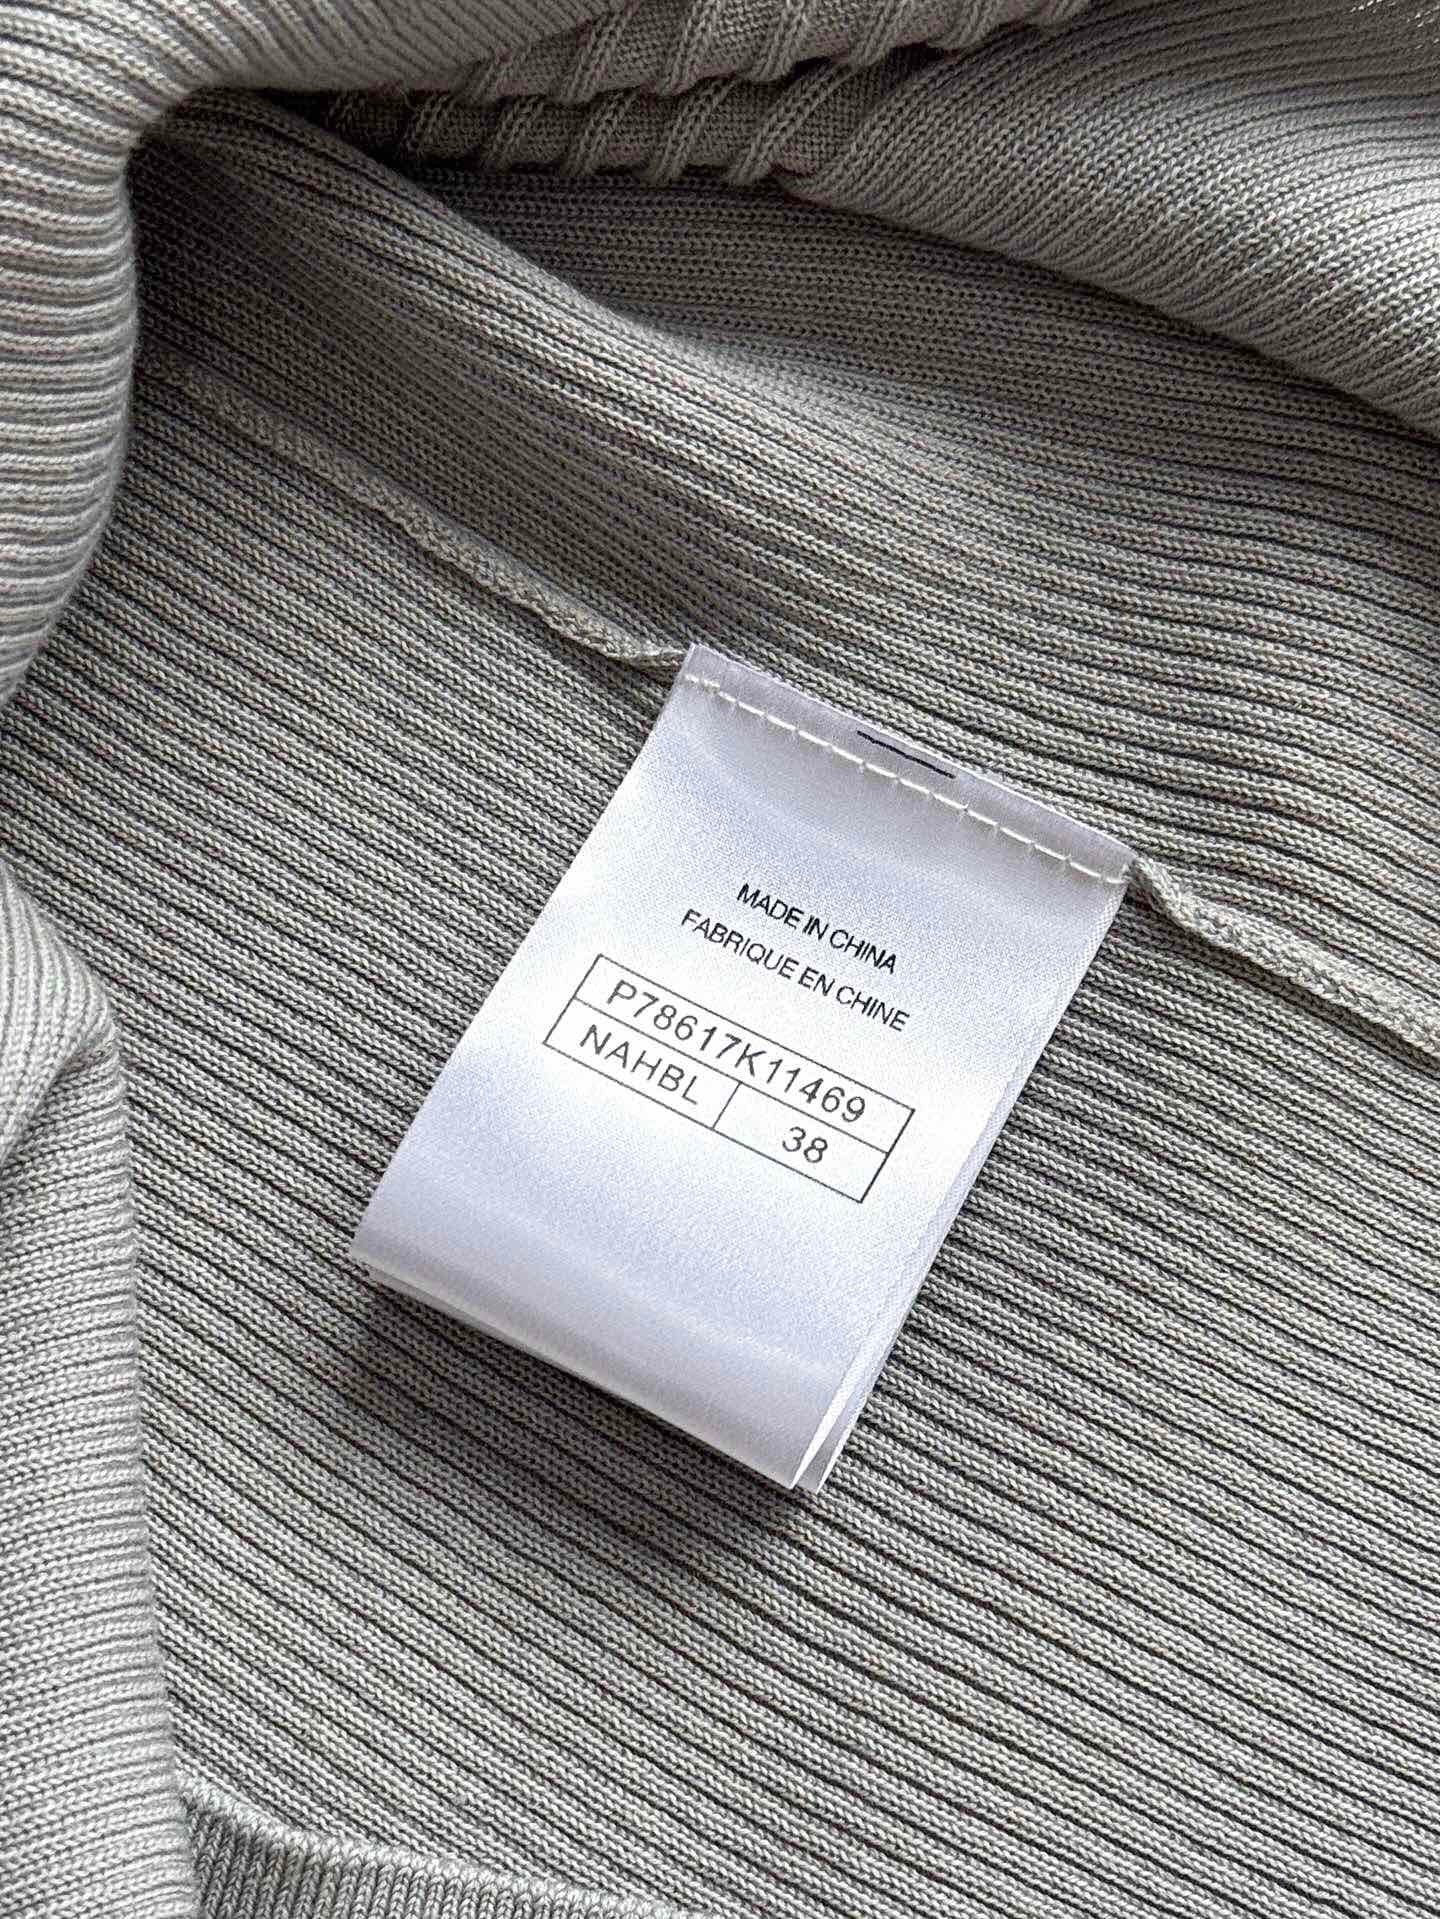 MADE IN CHINA
FABRIQUE EN CHINE
P78617K11469
NAHBL 38